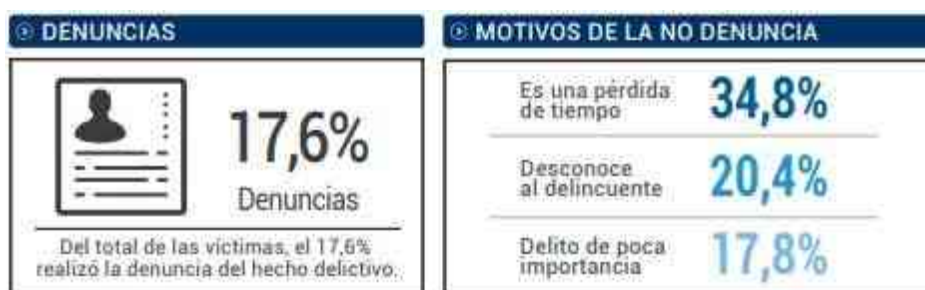 DENUNCIAS
17,6%
Denuncias
Del total de las víctimas, el 17,6%
realizó la denuncia del hecho delictivo.
MOTIVOS DE LA NO DENUNCIA
Es una pérdida
de tiempo
34,8%
Desconoce
al delincuente
20,4%
Delito de poca
importancia
17,8%